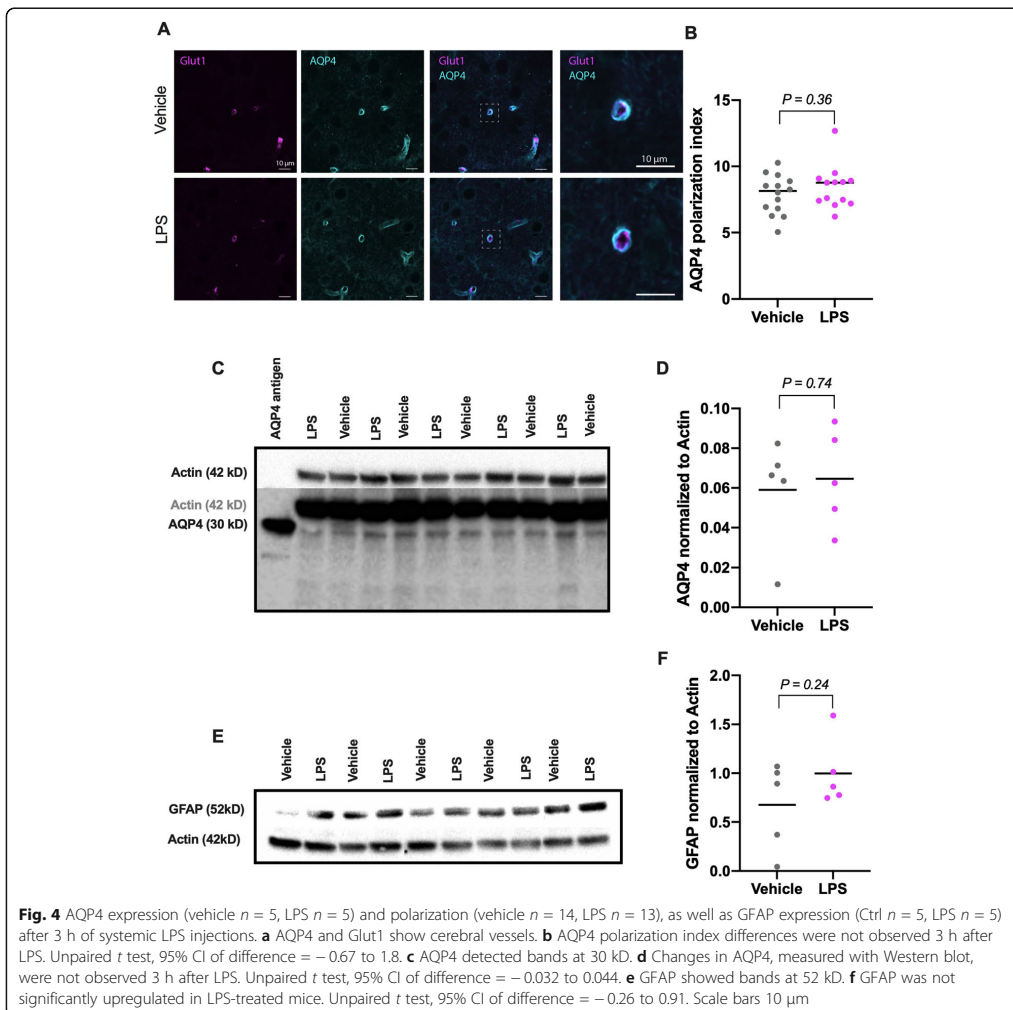 A
B
Glut1
AQP4
Glut1
AQP4
Glut1
AQP4
Vehicle
10 μm
10 μm
LPS
AQP4 polarization index
P = 0.36
15
10
5
0
Vehicle
LPS
C
AQP4 antigen
LPS
Vehicle
LPS
Vehicle
LPS
Vehicle
LPS
Vehicle
LPS
Vehicle
Actin (42 kD)
Actin (42 kD)
AQP4 (30 kD)
D
AQP4 normalized to Actin
P = 0.74
0.10
0.08
0.06
0.04
0.02
0.00
Vehicle
LPS
E
Vehicle
LPS
Vehicle
LPS
Vehicle
LPS
Vehicle
LPS
Vehicle
LPS
GFAP (52kD)
Actin (42kD)
F
GFAP normalized to Actin
P = 0.24
2.0
1.5
1.0
0.5
0.0
Vehicle
LPS
Fig. 4 AQP4 expression (vehicle n = 5, LPS n = 5) and polarization (vehicle n = 14, LPS n = 13), as well as GFAP expression (Ctrl n = 5, LPS n = 5)
after 3 h of systemic LPS injections. a AQP4 and Glut1 show cerebral vessels. b AQP4 polarization index differences were not observed 3 h after
LPS. Unpaired t test, 95% CI of difference = − 0.67 to 1.8. c AQP4 detected bands at 30 kD. d Changes in AQP4, measured with Western blot,
were not observed 3 h after LPS. Unpaired t test, 95% CI of difference = − 0.032 to 0.044. e GFAP showed bands at 52 kD. f GFAP was not
significantly upregulated in LPS-treated mice. Unpaired t test, 95% CI of difference = − 0.26 to 0.91. Scale bars 10 μm